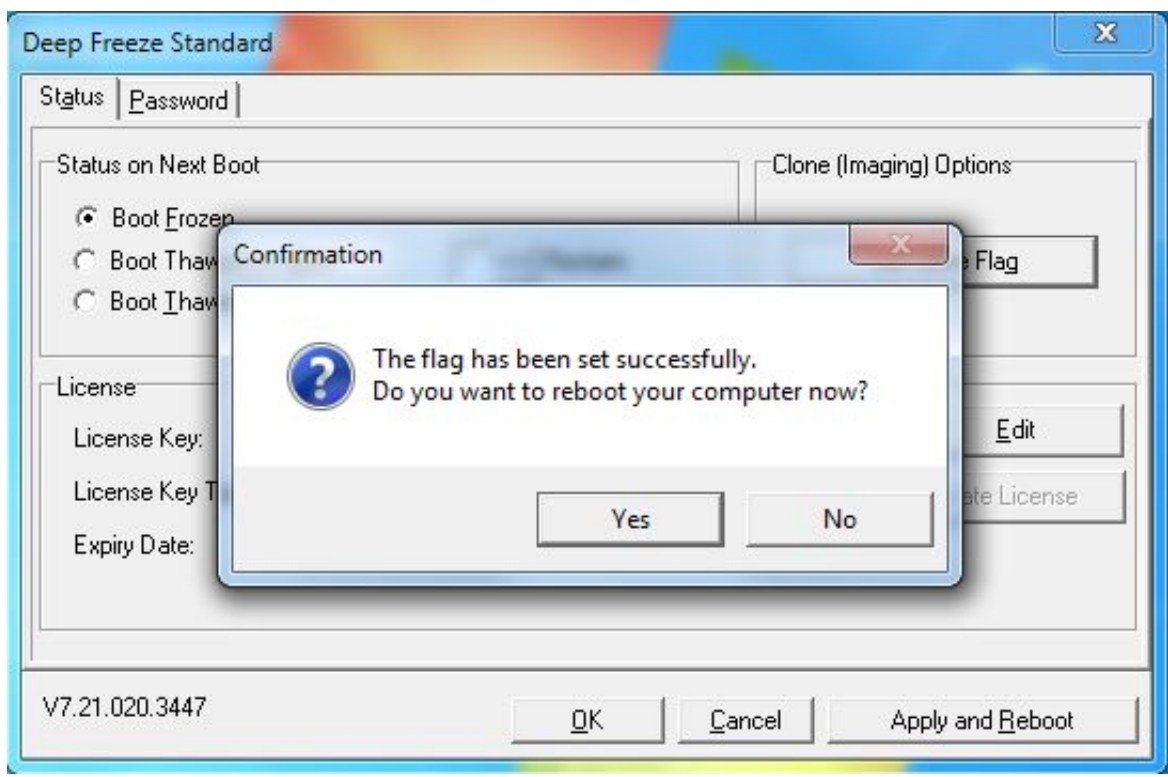 Deep Freeze Standard
Status Password
Status on Next Boot
Clone (Imaging) Options
Boot Frozen
Boot Thaw
Boot Thaw
Flag
Confirmation
The flag has been set successfully.
Do you want to reboot your computer now?
Yes No
License
License Key:
License Key T
Expiry Date:
Edit
License
V7.21.020.3447
OK Cancel Apply and Reboot